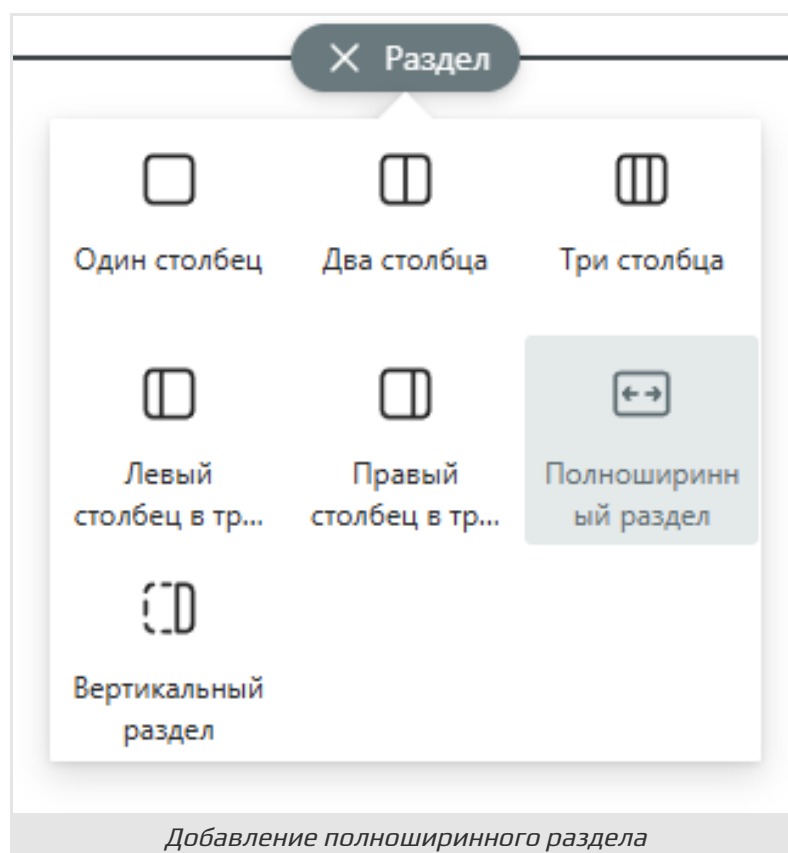 Раздел
Один столбец
Два столбца
Три столбца
Левый
столбец в тр...
Правый
столбец в тр...
Полноширинн
ый раздел
Вертикальный
раздел
Добавление полноширинного раздела